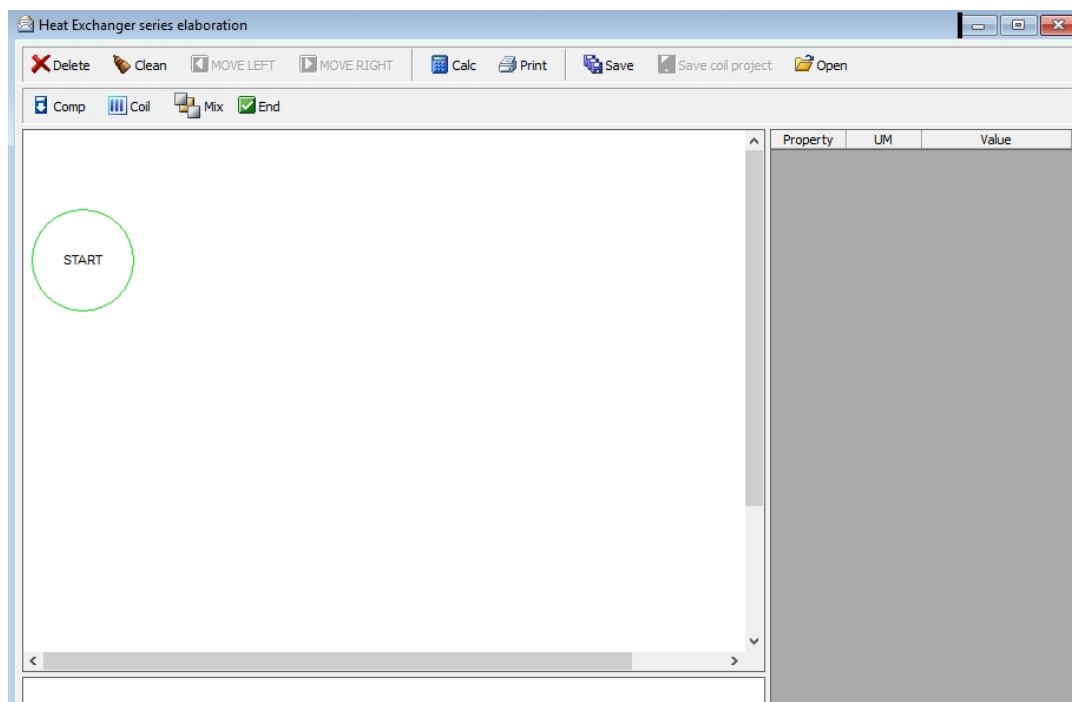 Heat Exchanger series elaboration
Delete Clean MOVE LEFT MOVE RIGHT Calc Print Save Save coil project Open
Comp Coil Mix End
Property UM Value
START